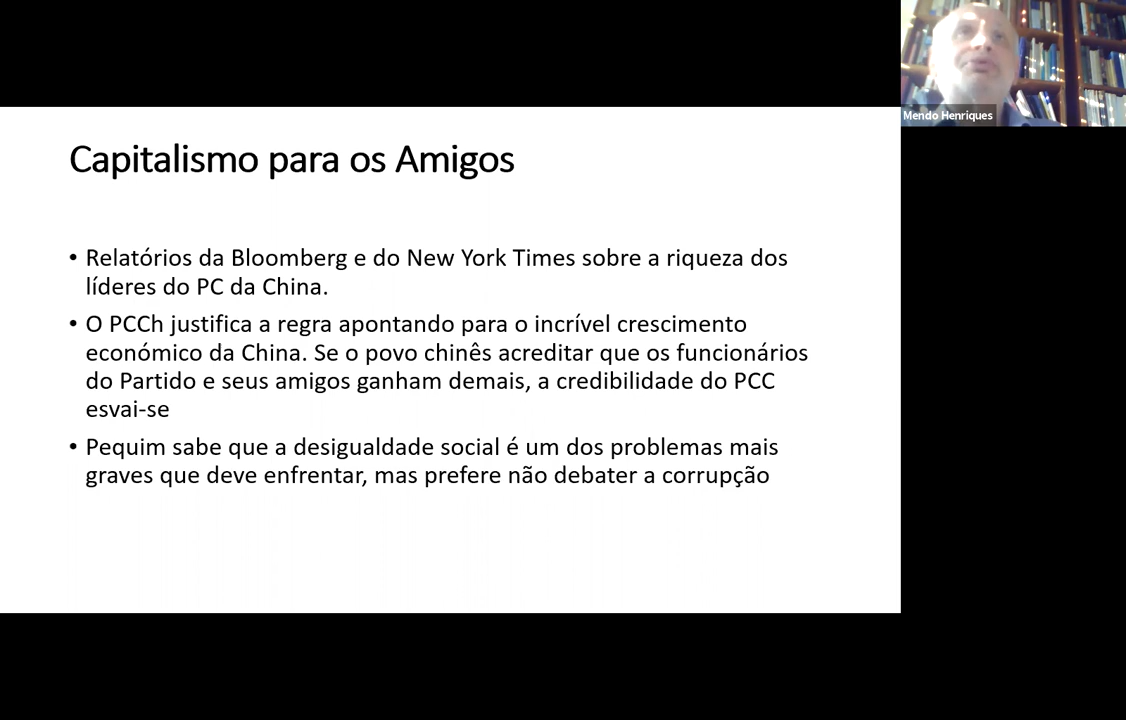 Mendo Henriques
Capitalismo para os Amigos
• Relatórios da Bloomberg e do New York Times sobre a riqueza dos
líderes do PC da China.
• O PCCh justifica a regra apontando para o incrível crescimento
económico da China. Se o povo chinês acreditar que os funcionários
do Partido e seus amigos ganham demais, a credibilidade do PCC
esvai-se
• Pequim sabe que a desigualdade social é um dos problemas mais
graves que deve enfrentar, mas prefere não debater a corrupção